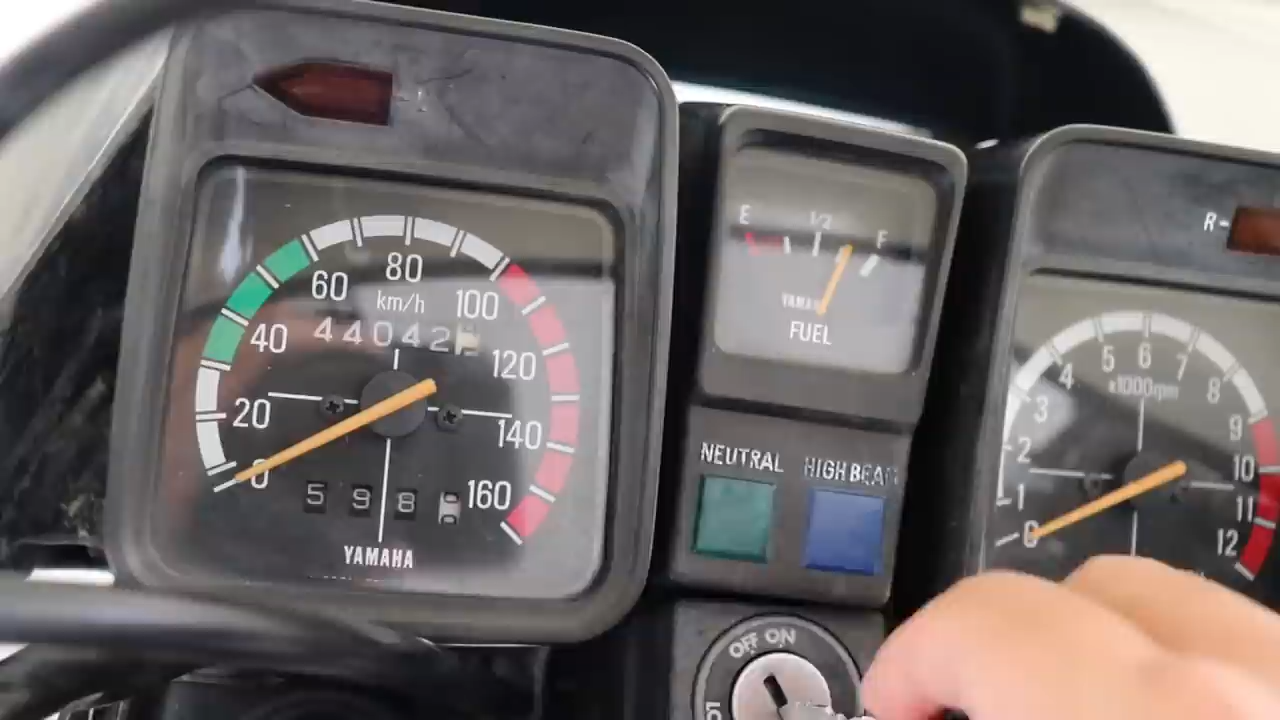 80
60
km/h
100
44042
40
120
20
140
0
598
160
YAMAHA
E 1/2 F
YAMAHA
FUEL
NEUTRAL
HIGH BEAM
OFF ON
R-
5 6 7
4 x1000rpm 8
3 9
2 10
1 11
0 12